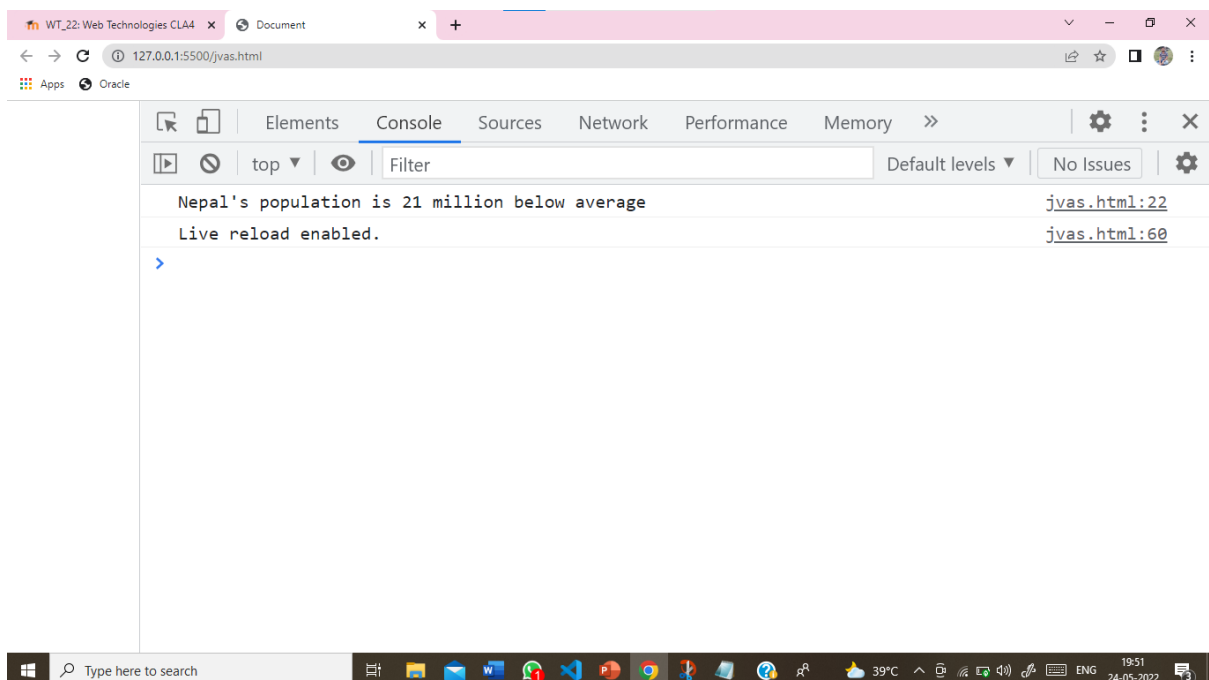 WT_22: Web Technologies CLA4
Document
127.0.0.1:5500/jvas.html
Apps
Oracle
Elements Console Sources Network Performance Memory
top Filter Default levels No Issues
Nepal's population is 21 million below average jvas.html:22
Live reload enabled. jvas.html:60
Type here to search
39°C
ENG
19:51
24-05-2022